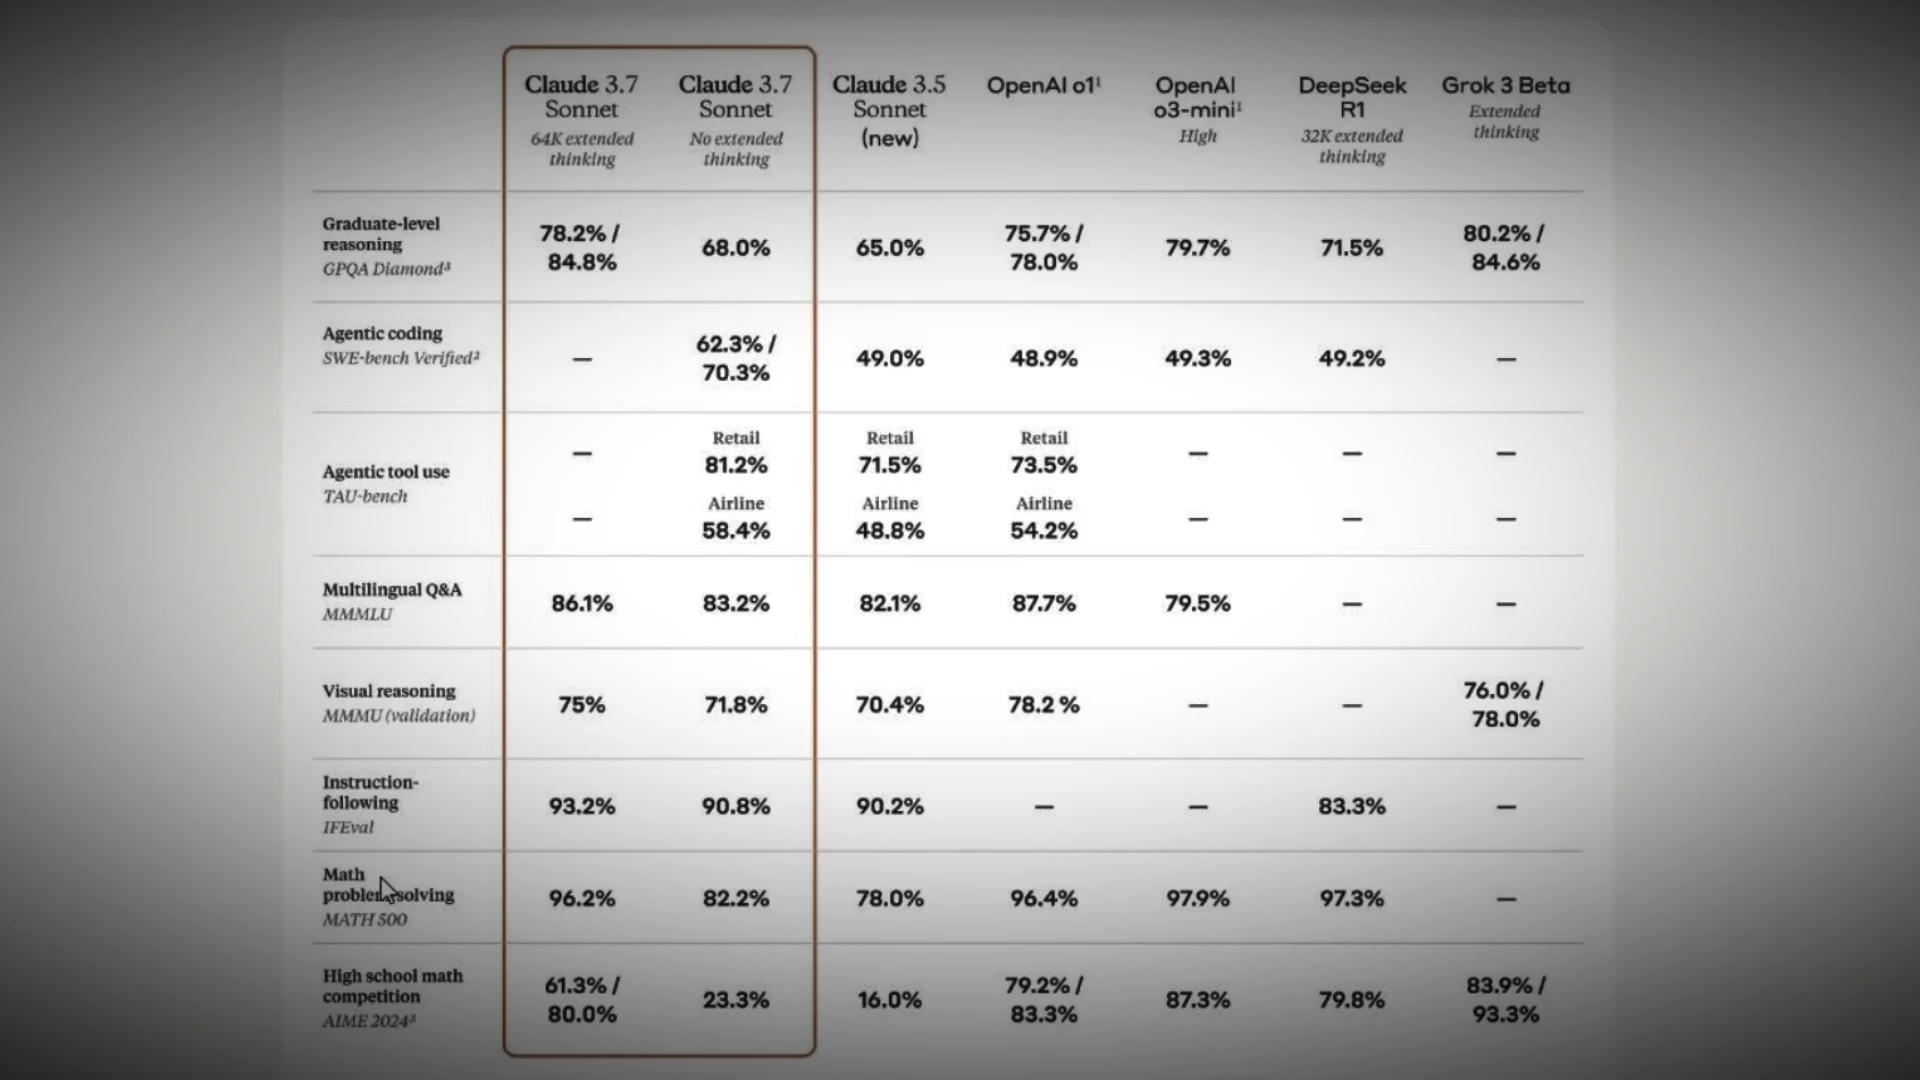 Claude 3.7 Sonnet 64K extended thinking
Claude 3.7 Sonnet No extended thinking
Claude 3.5 Sonnet (new)
OpenAI o1¹
OpenAI o3-mini¹ High
DeepSeek R1 32K extended thinking
Grok 3 Beta Extended thinking
Graduate-level reasoning GPQA Diamond³ 78.2% / 84.8% 68.0% 65.0% 75.7% / 78.0% 79.7% 71.5% 80.2% / 84.6%
Agentic coding SWE-bench Verified² — 62.3% / 70.3% 49.0% 48.9% 49.3% 49.2% —
Agentic tool use TAU-bench
— Retail 81.2% Retail 71.5% Retail 73.5% — — —
— Airline 58.4% Airline 48.8% Airline 54.2% — — —
Multilingual Q&A MMMLU 86.1% 83.2% 82.1% 87.7% 79.5% — —
Visual reasoning MMMU (validation) 75% 71.8% 70.4% 78.2 % — — 76.0% / 78.0%
Instruction-following IFEval 93.2% 90.8% 90.2% — — 83.3% —
Math problem-solving MATH 500 96.2% 82.2% 78.0% 96.4% 97.9% 97.3% —
High school math competition AIME 2024³ 61.3% / 80.0% 23.3% 16.0% 79.2% / 83.3% 87.3% 79.8% 83.9% / 93.3%